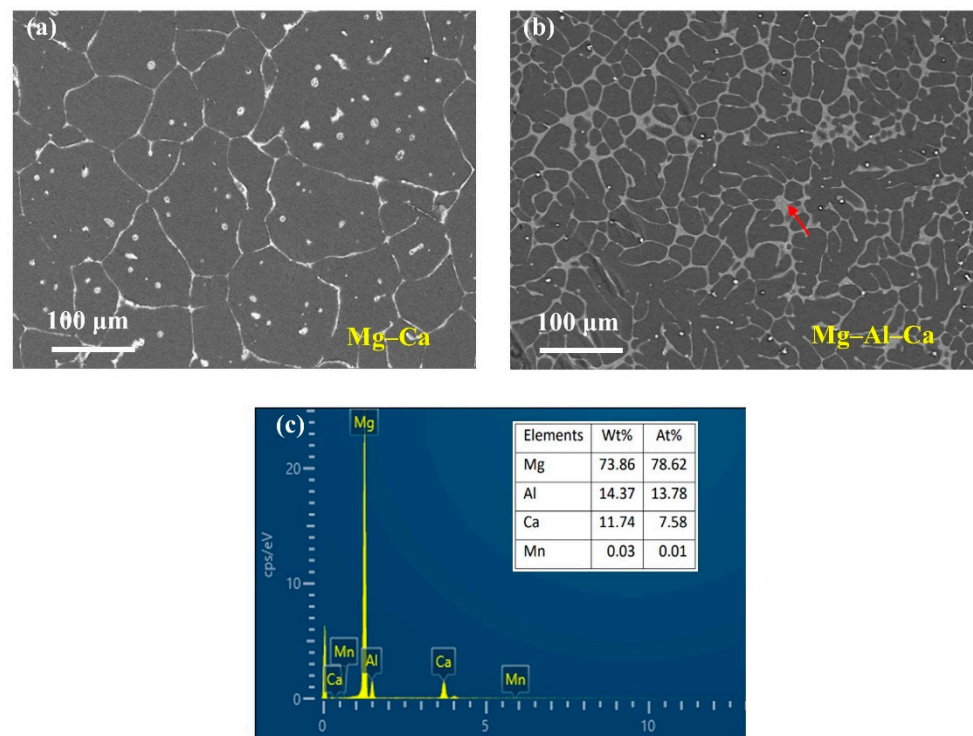 (a)
100 μm
Mg–Ca
(b)
100 μm
Mg–Al–Ca
(c)
Mg
Elements Wt% At%
Mg 73.86 78.62
Al 14.37 13.78
Ca 11.74 7.58
Mn 0.03 0.01
20
10
0
cps/eV
Mn
Ca
Al
Ca
Mn
0 5 10